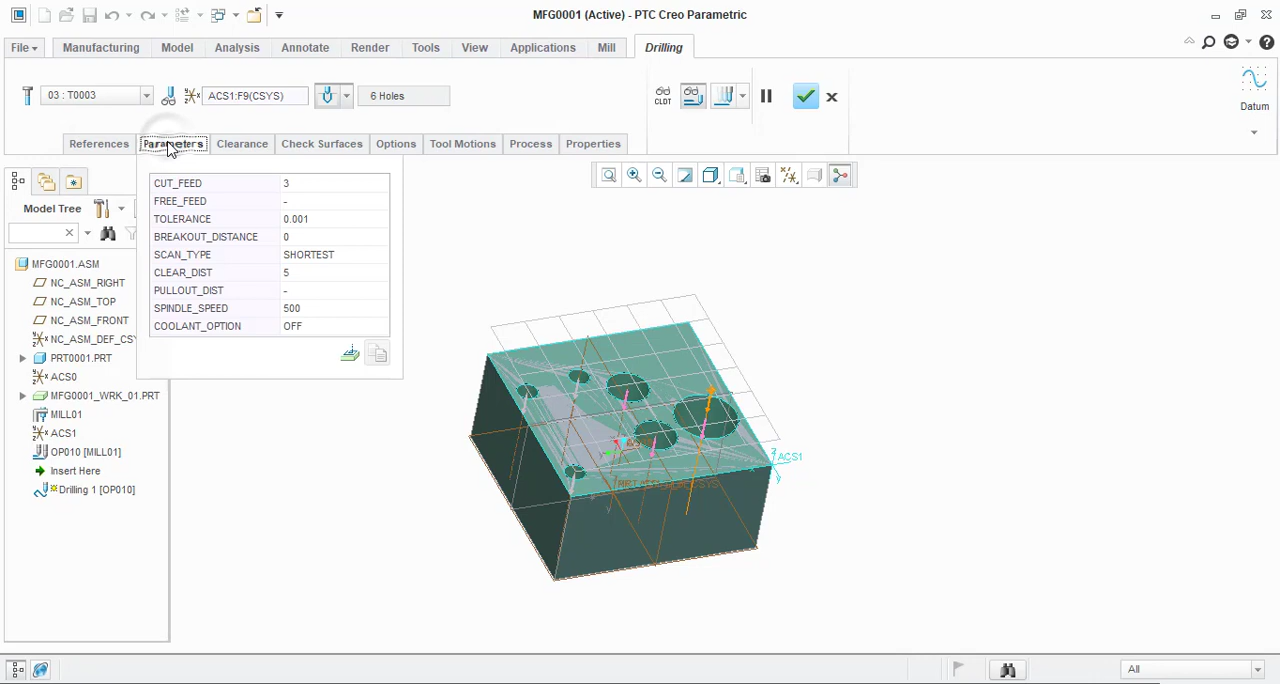 MFG0001 (Active) - PTC Creo Parametric
File Manufacturing Model Analysis Annotate Render Tools View Applications Mill Drilling
03 : T0003 ACS1:F9(CSYS) 6 Holes
CLDT
Datum
References Parameters Clearance Check Surfaces Options Tool Motions Process Properties
Model Tree
CUT_FEED 3
FREE_FEED -
TOLERANCE 0.001
BREAKOUT_DISTANCE 0
SCAN_TYPE SHORTEST
CLEAR_DIST 5
PULLOUT_DIST -
SPINDLE_SPEED 500
COOLANT_OPTION OFF
MFG0001.ASM
NC_ASM_RIGHT
NC_ASM_TOP
NC_ASM_FRONT
NC_ASM_DEF_CSY
PRT0001.PRT
ACS0
MFG0001_WRK_01.PRT
MILL01
ACS1
OP010 [MILL01]
Insert Here
Drilling 1 [OP010]
z
ACS1
y
All